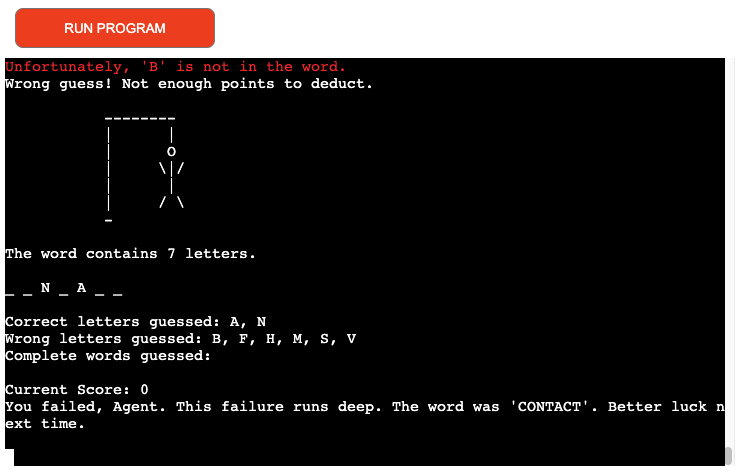 RUN PROGRAM
Unfortunately, 'B' is not in the word.
Wrong guess! Not enough points to deduct.
The word contains 7 letters.
_ _ N _ A _ _
Correct letters guessed: A, N
Wrong letters guessed: B, F, H, M, S, V
Complete words guessed:
Current Score: 0
You failed, Agent. This failure runs deep. The word was 'CONTACT'. Better luck n
ext time.